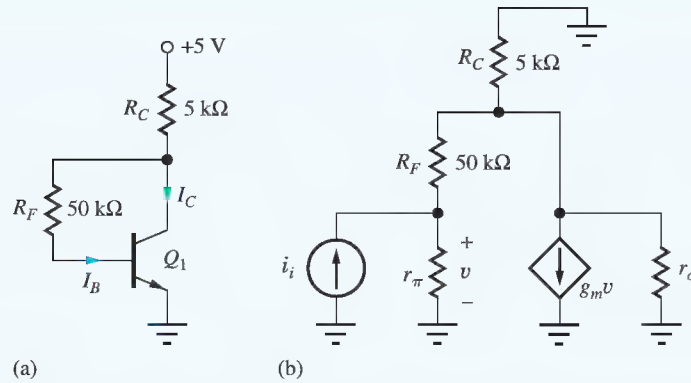 +5 V
R_C 5 kΩ
R_F 50 kΩ
I_C
I_B
Q_1
(a)
R_C 5 kΩ
R_F 50 kΩ
i_i
r_π
+
v
−
g_m v
r_o
(b)